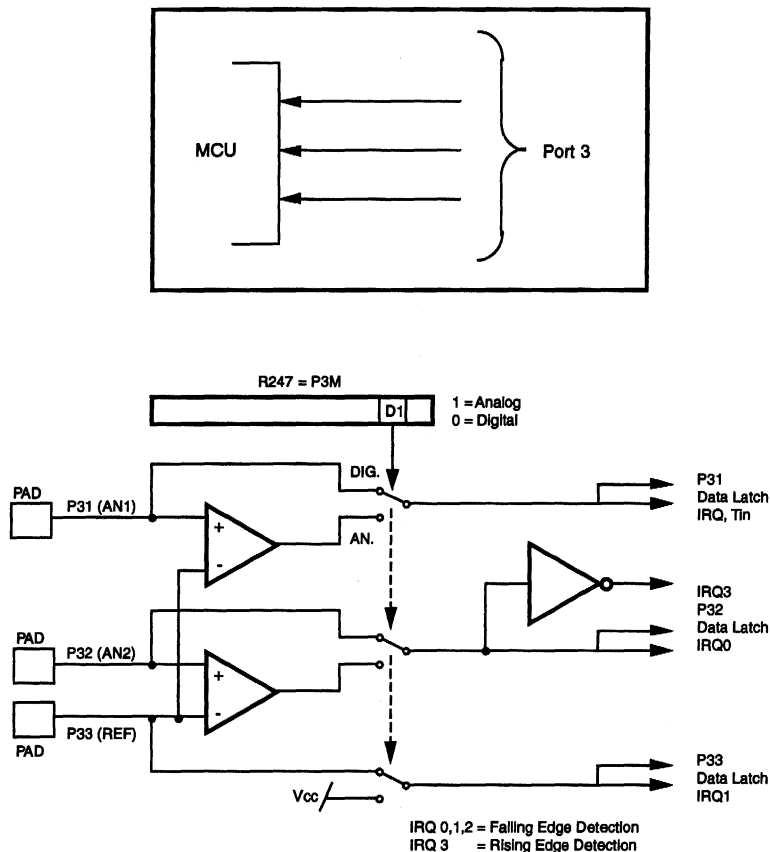 MCU
Port 3
R247 = P3M
D1
1 = Analog
0 = Digital
DIG.
PAD
P31 (AN1)
+
-
AN.
P31
Data Latch
IRQ, Tin
IRQ3
PAD
P32 (AN2)
+
-
P32
Data Latch
IRQ0
P33 (REF)
PAD
Vcc
P33
Data Latch
IRQ1
IRQ 0,1,2 = Falling Edge Detection
IRQ 3 = Rising Edge Detection